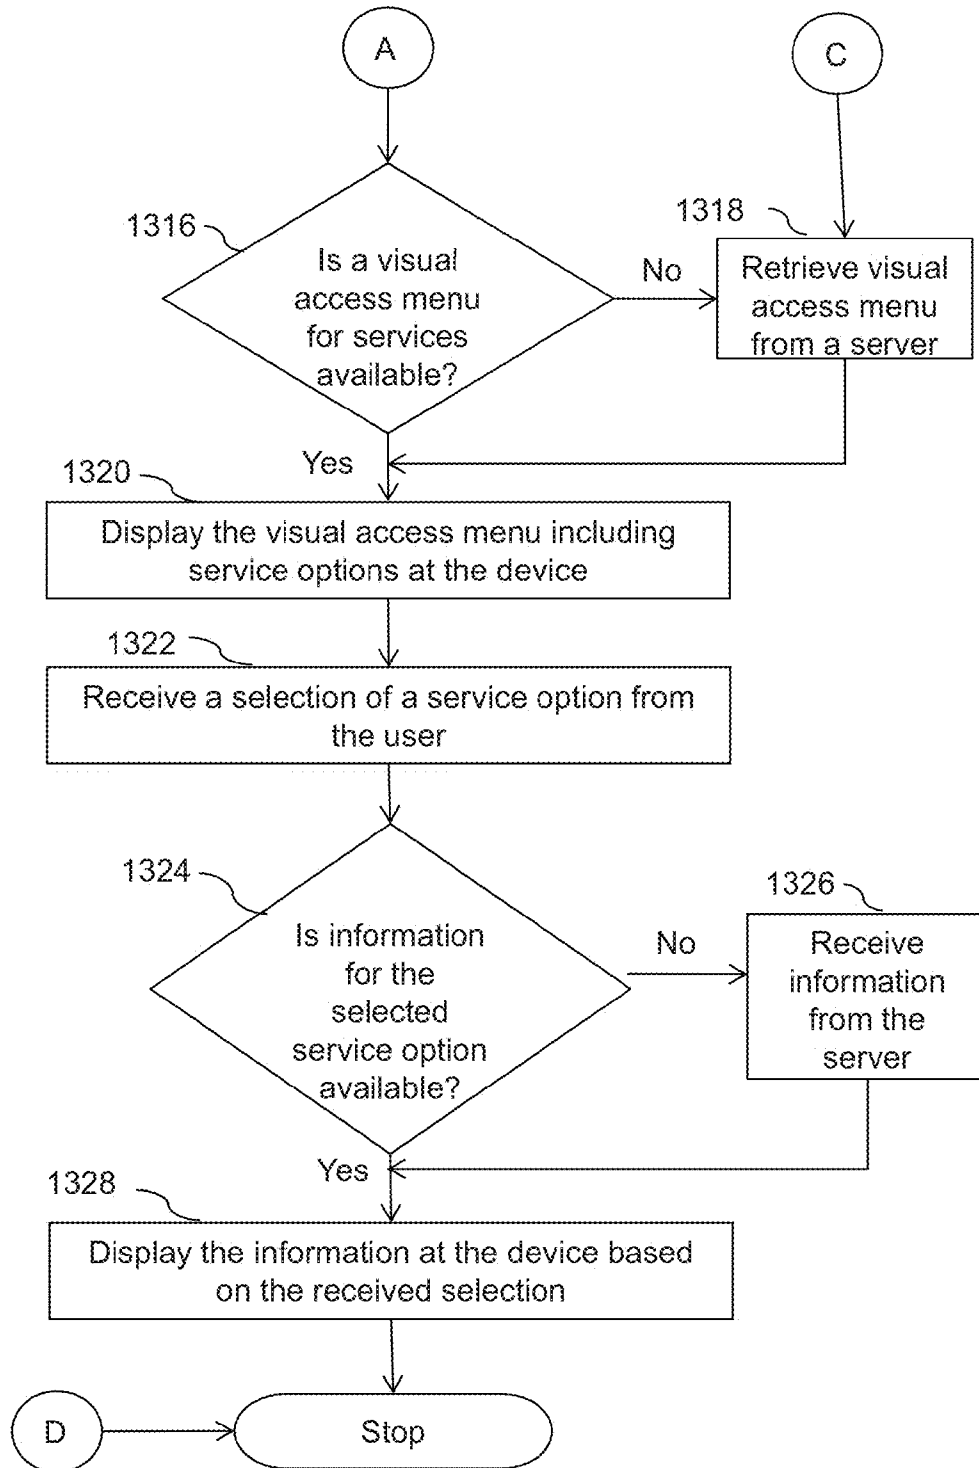 A
C
1316
1318
Is a visual
access menu
for services
available?
No
Retrieve visual
access menu
from a server
Yes
1320
Display the visual access menu including
service options at the device
1322
Receive a selection of a service option from
the user
1324
1326
Is information
for the
selected
service option
available?
No
Receive
information
from the
server
Yes
1328
Display the information at the device based
on the received selection
D
Stop